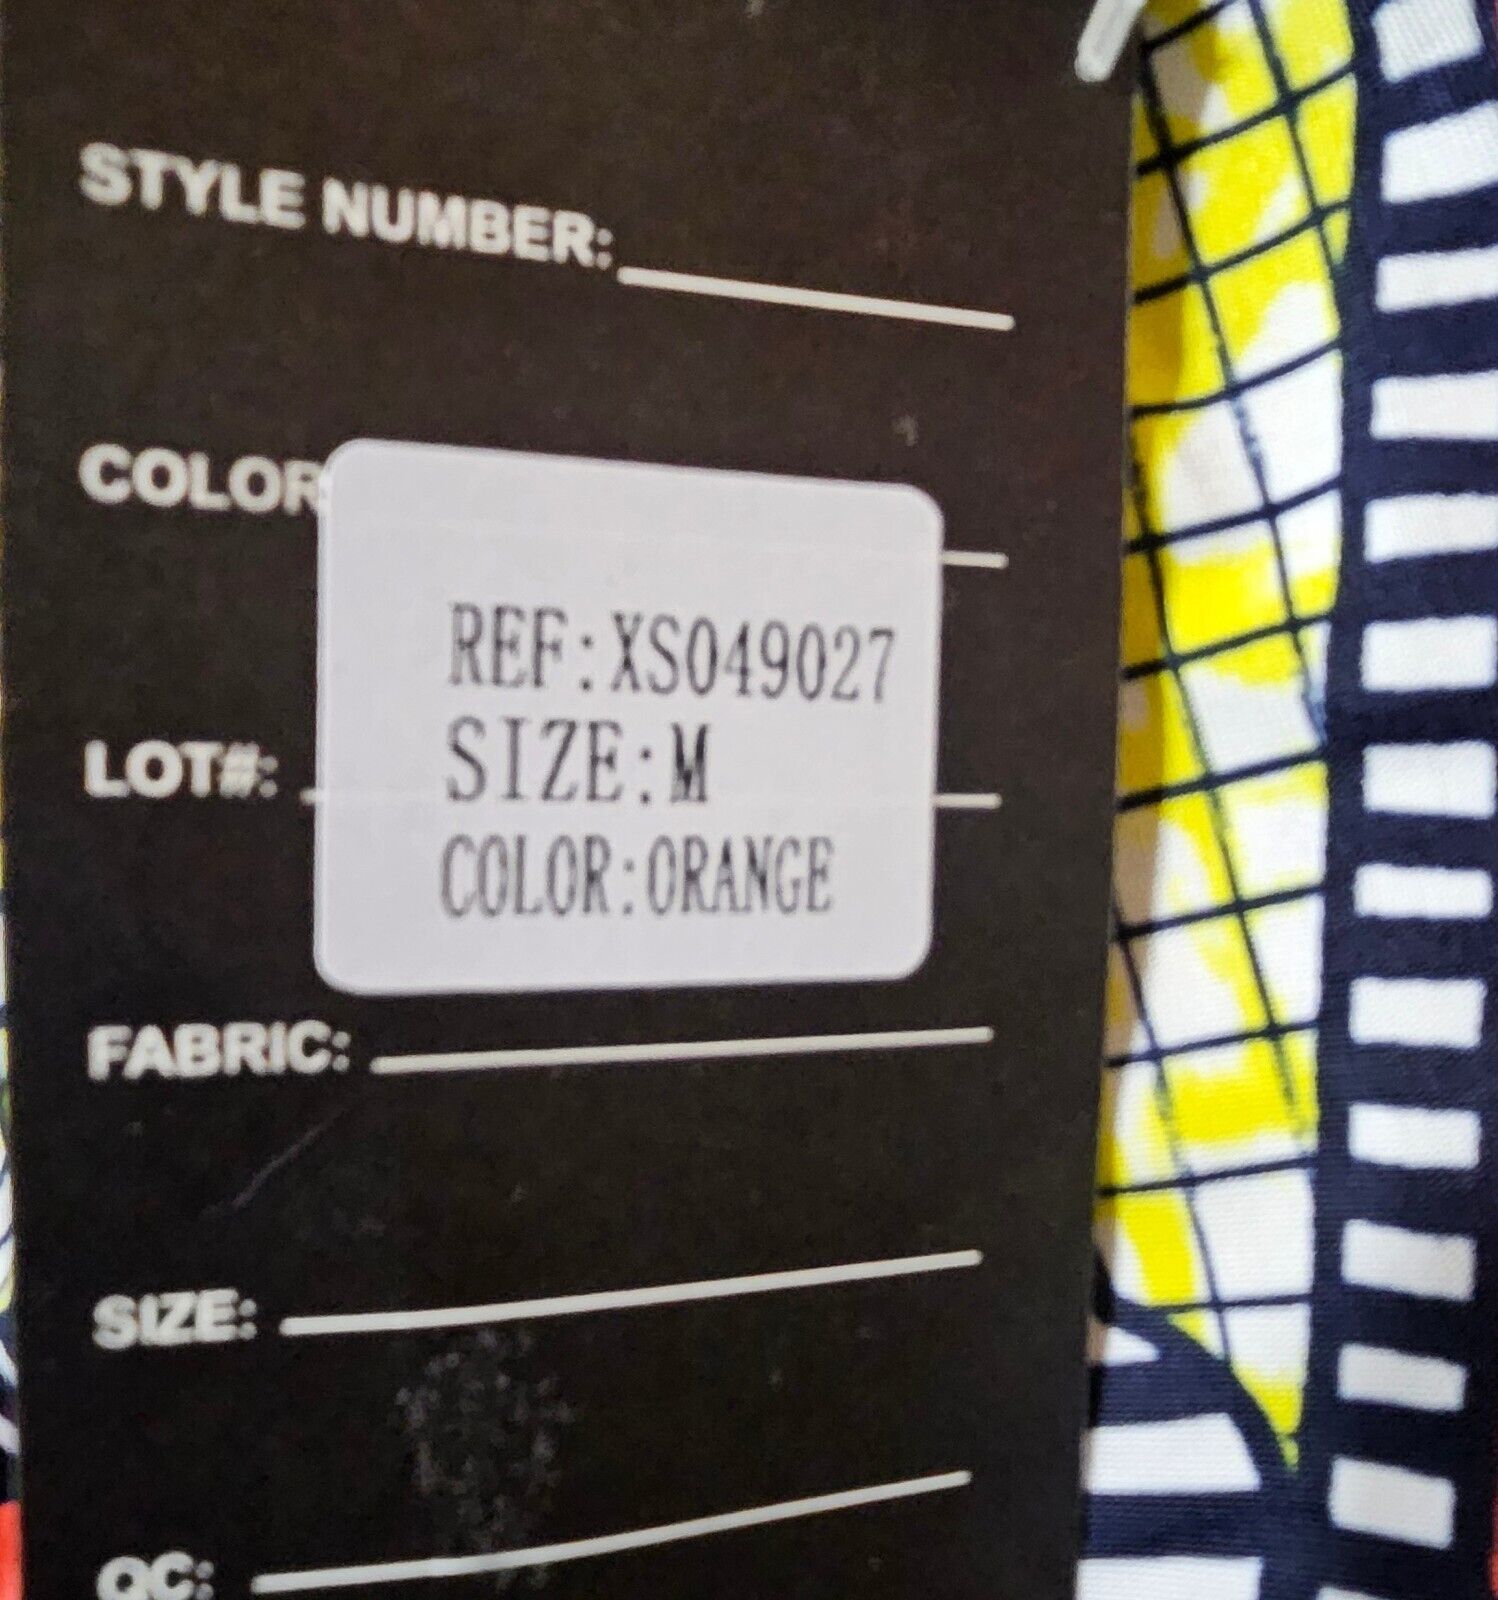 STYLE NUMBER:
COLOR
REF:XS049027
SIZE:M
COLOR:ORANGE
LOT#:
FABRIC:
SIZE:
QC: